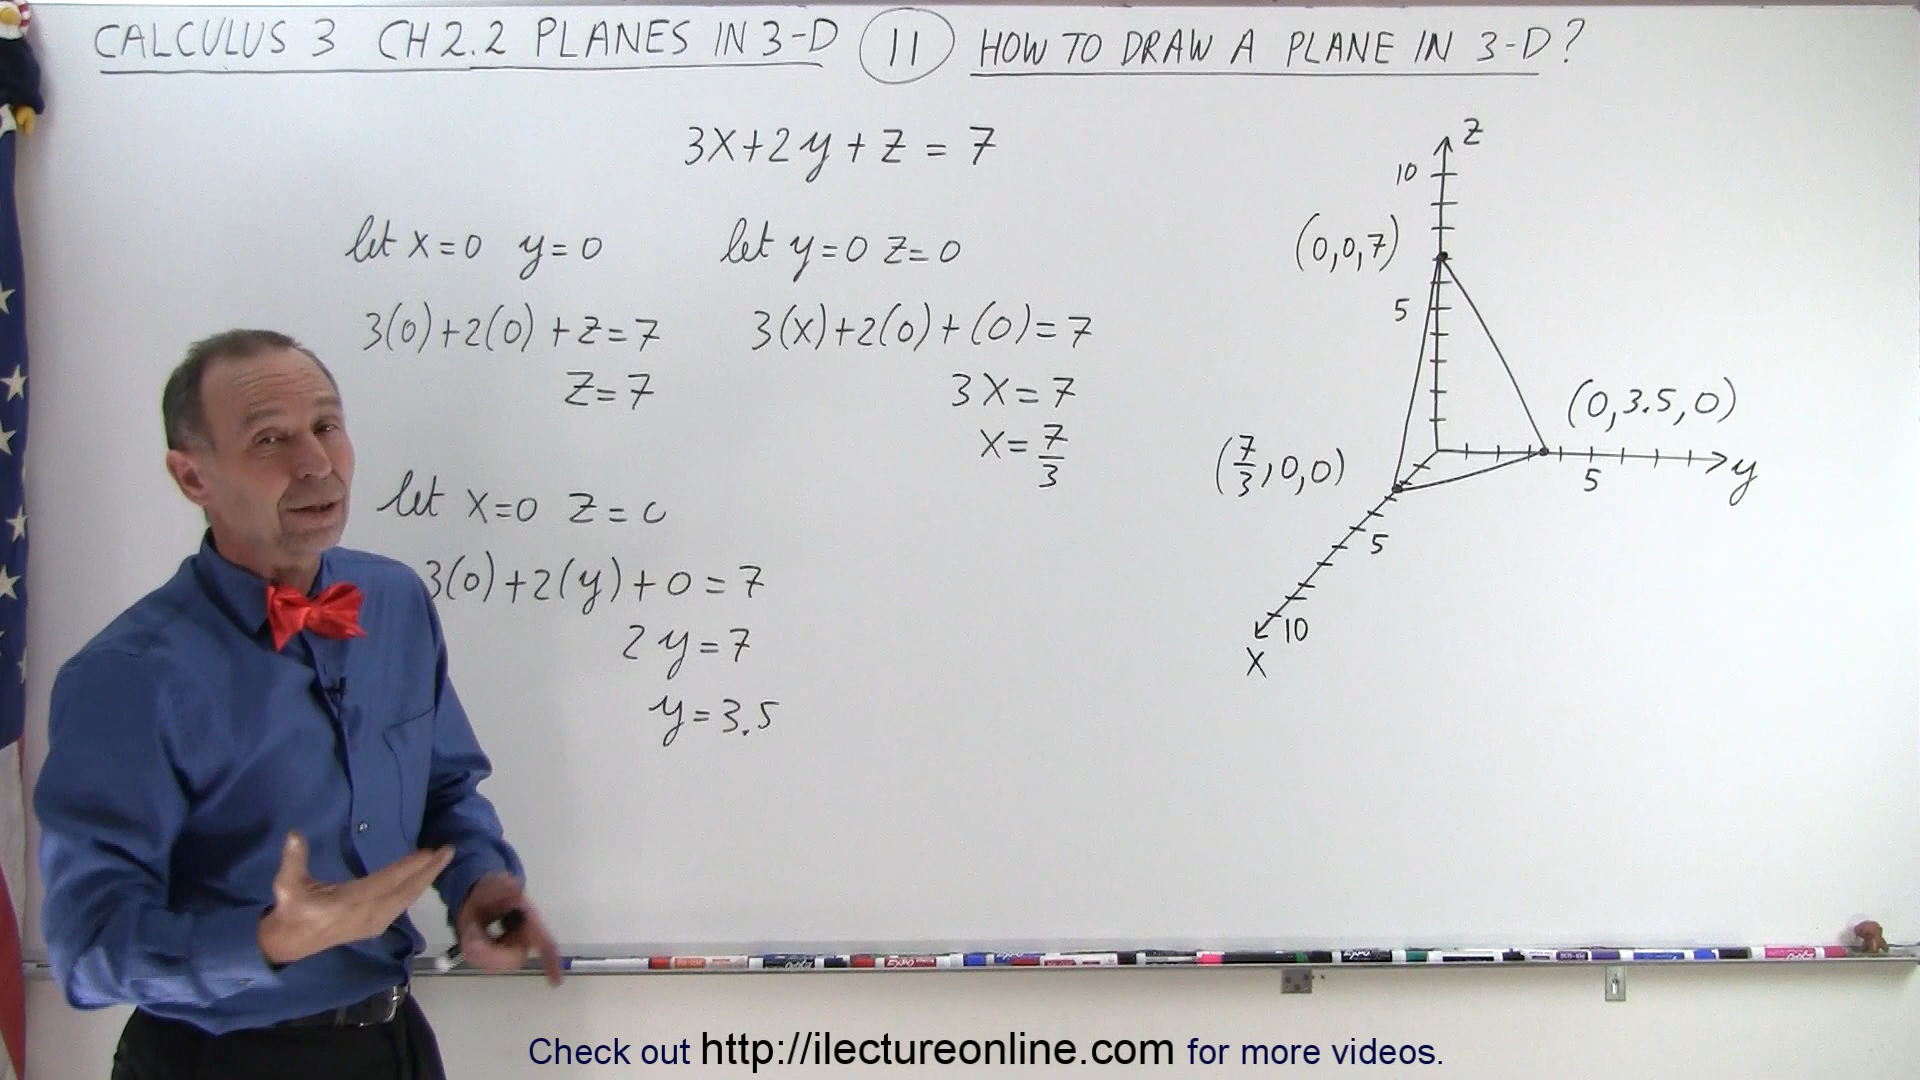 CALCULUS 3 CH 2.2 PLANES IN 3-D 11 HOW TO DRAW A PLANE IN 3-D?
3x+2y+z=7
let x=0 y=0
3(0)+2(0)+z=7
z=7
let y=0 z=0
3(x)+2(0)+(0)=7
3x=7
x=7/3
let x=0 z=0
3(0)+2(y)+0=7
2y=7
y=3.5
z
10
(0,0,7)
5
(0,3.5,0)
(7/3,0,0)
5
y
5
10
x
Check out http://ilectureonline.com for more videos.